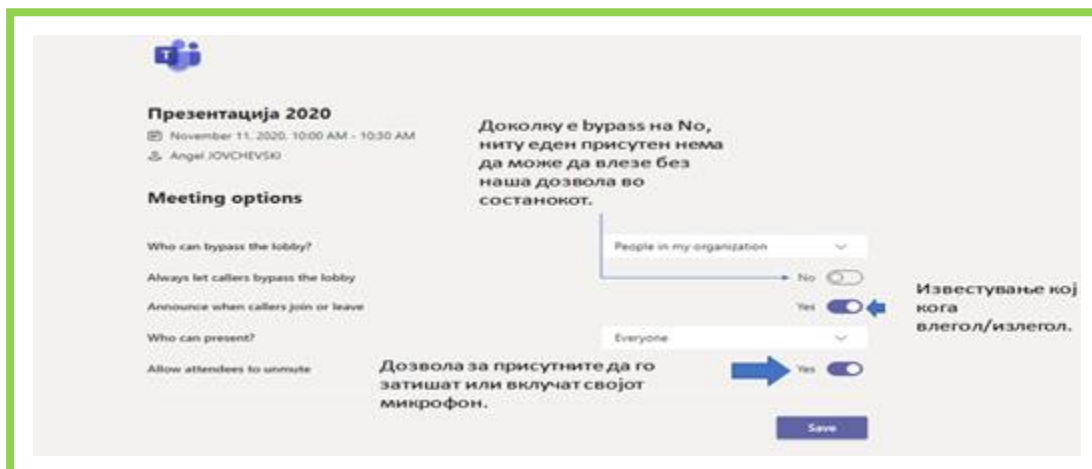 Презентација 2020
November 11, 2020, 10:00 AM - 10:30 AM
Angel JOVCHEVSKI
Доколку е bypass на No,
ниту еден присутен нема
да може да влезе без
наша дозвола во
состанокот.
Meeting options
Who can bypass the lobby?
People in my organization
Always let callers bypass the lobby
No
Announce when callers join or leave
Yes
Известување кој
кога
влегол/излегол.
Who can present?
Everyone
Allow attendees to unmute
Yes
Дозвола за присутните да го
затишат или вклучат својот
микрофон.
Save